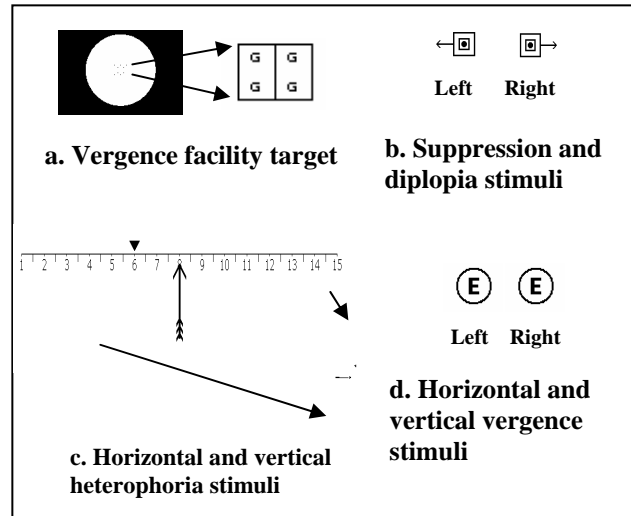 G G
G G
a. Vergence facility target
Left Right
b. Suppression and
diplopia stimuli
1 2 3 4 5 6 7 8 9 10 11 12 13 14 15
c. Horizontal and vertical
heterophoria stimuli
E E
Left Right
d. Horizontal and
vertical vergence
stimuli